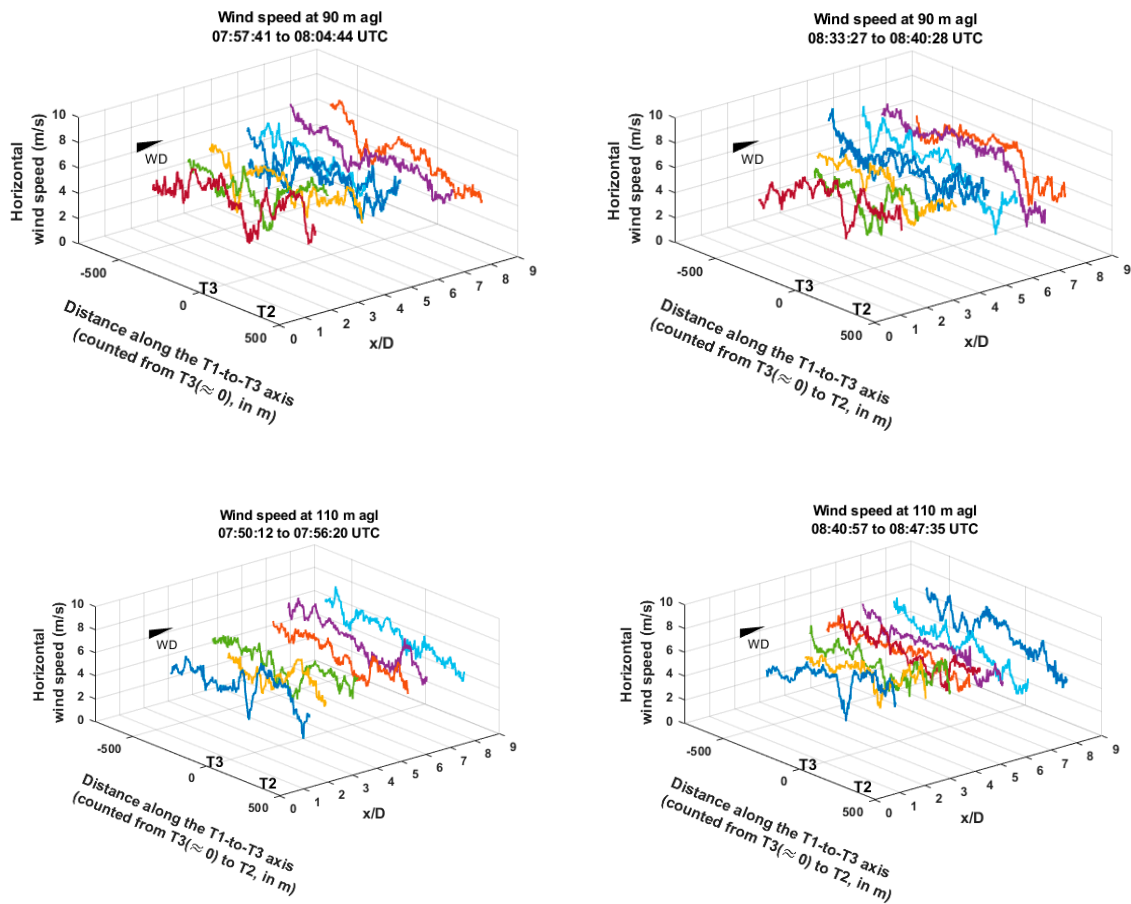 Wind speed at 90 m agl
07:57:41 to 08:04:44 UTC
Horizontal
wind speed (m/s)
10
8
6
4
2
0
WD
-500
0
500
T3
T2
0 1 2 3 4 5 6 7 8 9
x/D
Distance along the T1-to-T3 axis
(counted from T3(≈ 0), in m)
Wind speed at 90 m agl
08:33:27 to 08:40:28 UTC
Horizontal
wind speed (m/s)
10
8
6
4
2
0
WD
-500
0
500
T3
T2
0 1 2 3 4 5 6 7 8 9
x/D
Distance along the T1-to-T3 axis
(counted from T3(≈ 0) to T2, in m)
Wind speed at 110 m agl
07:50:12 to 07:56:20 UTC
Horizontal
wind speed (m/s)
10
8
6
4
2
0
WD
-500
0
500
T3
T2
0 1 2 3 4 5 6 7 8 9
x/D
Distance along the T1-to-T3 axis
(counted from T3(≈ 0) to T2, in m)
Wind speed at 110 m agl
08:40:57 to 08:47:35 UTC
Horizontal
wind speed (m/s)
10
8
6
4
2
0
WD
-500
0
500
T3
T2
0 1 2 3 4 5 6 7 8 9
x/D
Distance along the T1-to-T3 axis
(counted from T3(≈ 0) to T2, in m)